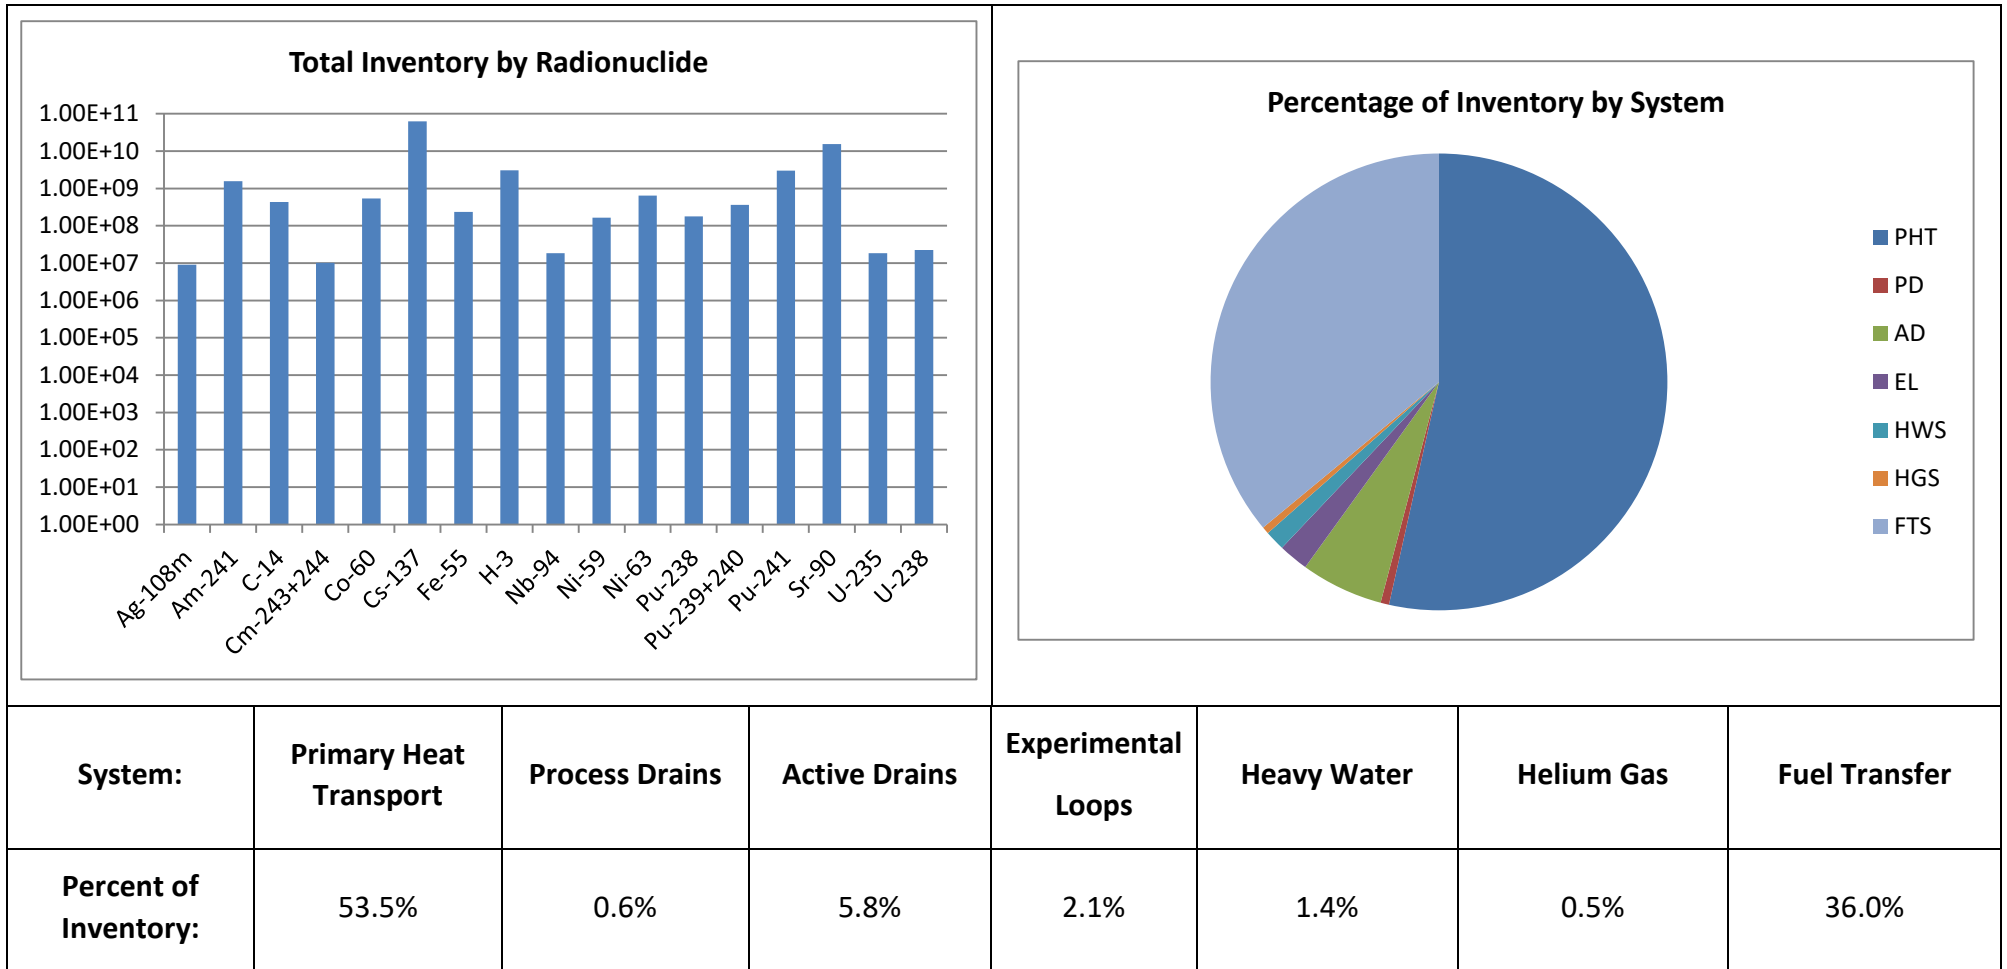 Total Inventory by Radionuclide
1.00E+11
1.00E+10
1.00E+09
1.00E+08
1.00E+07
1.00E+06
1.00E+05
1.00E+04
1.00E+03
1.00E+02
1.00E+01
1.00E+00
Ag-108m
Am-241
C-14
Cm-243+244
Co-60
Cs-137
Fe-55
H-3
Nb-94
Ni-59
Ni-63
Pu-238
Pu-239+240
Pu-241
Sr-90
U-235
U-238
Percentage of Inventory by System
PHT
PD
AD
EL
HWS
HGS
FTS
System:
Primary Heat
Transport
Process Drains
Active Drains
Experimental
Loops
Heavy Water
Helium Gas
Fuel Transfer
Percent of
Inventory:
53.5%
0.6%
5.8%
2.1%
1.4%
0.5%
36.0%